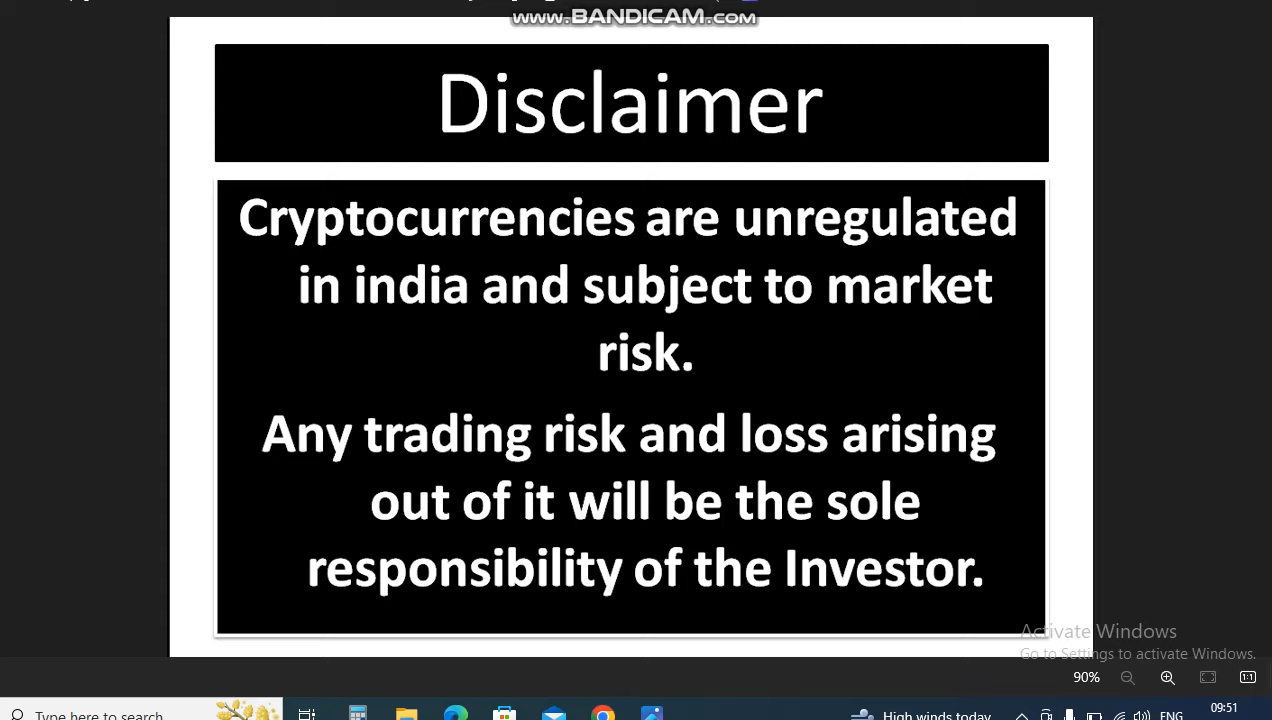 www.BANDICAM.com
Disclaimer
Cryptocurrencies are unregulated
in india and subject to market
risk.
Any trading risk and loss arising
out of it will be the sole
responsibility of the Investor.
Activate Windows
Go to Settings to activate Windows.
90%
1:1
Type here to search
High winds today
ENG
09:51